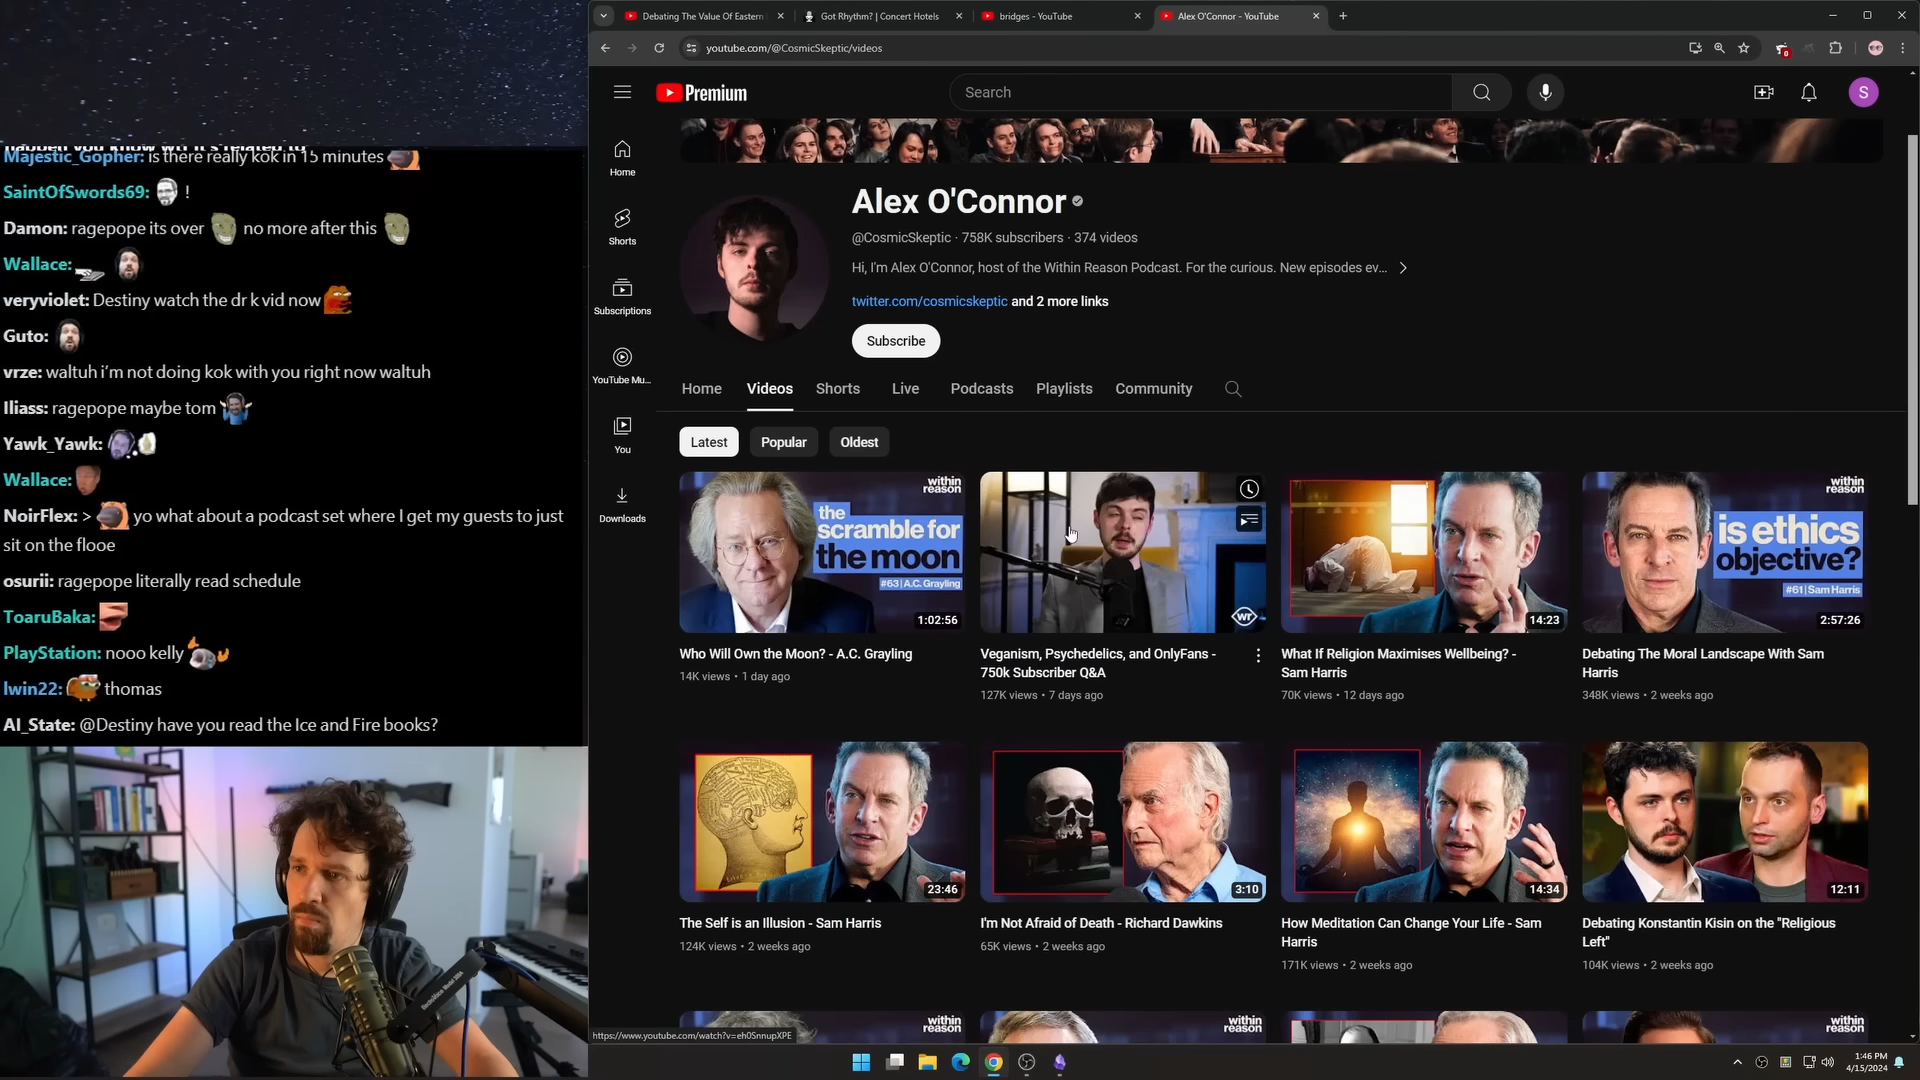 Debating The Value Of Eastern
Got Rhythm? | Concert Hotels
bridges - YouTube
Alex O'Connor - YouTube
youtube.com/@CosmicSkeptic/videos
0
Premium
Search
S
happen you know wtf it's related to
Majestic_Gopher: is there really kok in 15 minutes
SaintOfSwords69: !
Damon: ragepope its over no more after this
Wallace:
veryviolet: Destiny watch the dr k vid now
Guto:
vrze: waltuh i'm not doing kok with you right now waltuh
Iliass: ragepope maybe tom
Yawk_Yawk:
Wallace:
NoirFlex: > yo what about a podcast set where I get my guests to just
sit on the flooe
osurii: ragepope literally read schedule
ToaruBaka:
PlayStation: nooo kelly
lwin22: thomas
AI_State: @Destiny have you read the Ice and Fire books?
Home
Shorts
Subscriptions
YouTube Mu...
You
Downloads
Alex O'Connor
@CosmicSkeptic · 758K subscribers · 374 videos
Hi, I'm Alex O'Connor, host of the Within Reason Podcast. For the curious. New episodes ev...
twitter.com/cosmicskeptic and 2 more links
Subscribe
Home Videos Shorts Live Podcasts Playlists Community
Latest Popular Oldest
within
reason
the
scramble for
the moon
#63 | A.C. Grayling
1:02:56
Who Will Own the Moon? - A.C. Grayling
14K views • 1 day ago
wr
Veganism, Psychedelics, and OnlyFans -
750k Subscriber Q&A
127K views • 7 days ago
14:23
What If Religion Maximises Wellbeing? -
Sam Harris
70K views • 12 days ago
within
reason
is ethics
objective?
#61 | Sam Harris
2:57:26
Debating The Moral Landscape With Sam
Harris
348K views • 2 weeks ago
23:46
The Self is an Illusion - Sam Harris
124K views • 2 weeks ago
3:10
I'm Not Afraid of Death - Richard Dawkins
65K views • 2 weeks ago
14:34
How Meditation Can Change Your Life - Sam
Harris
171K views • 2 weeks ago
12:11
Debating Konstantin Kisin on the "Religious
Left"
104K views • 2 weeks ago
within
reason
within
reason
within
reason
https://www.youtube.com/watch?v=eh0SnnupXPE
1:46 PM
4/15/2024